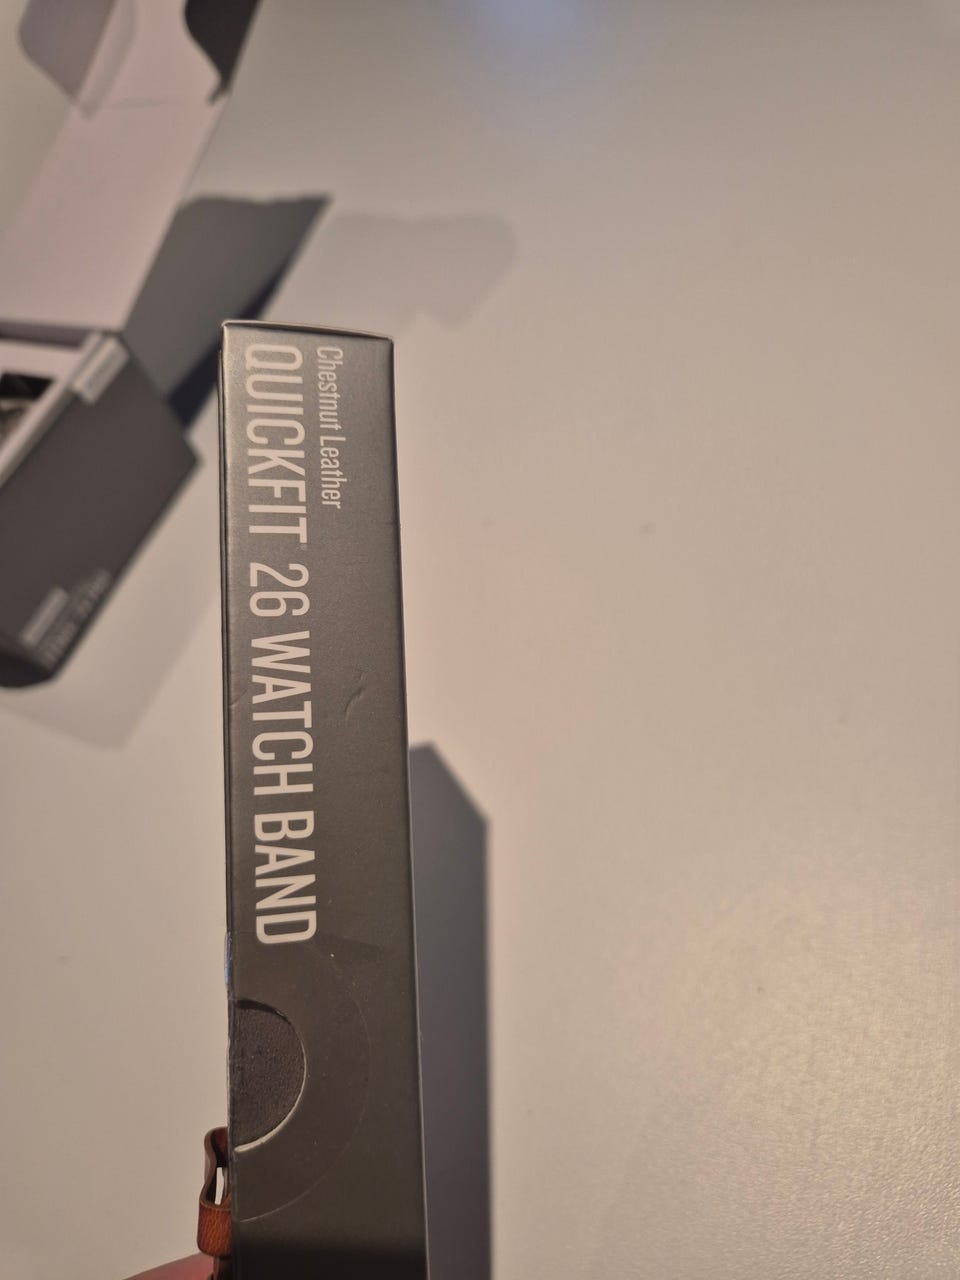 Chestnut Leather
QUICKFIT® 26 WATCH BAND